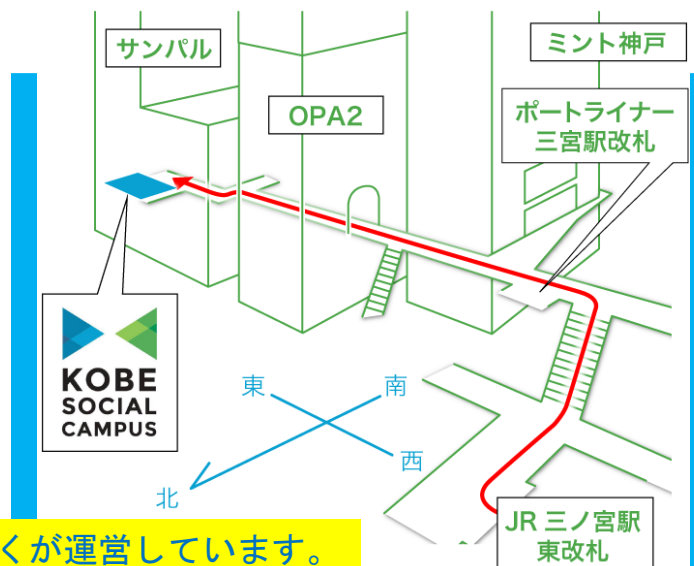 サンパル
ミント神戸
OPA2
ポートライナー
三宮駅改札
KOBE
SOCIAL
CAMPUS
東
南
西
北
JR 三ノ宮駅
東改札
くが運営しています。